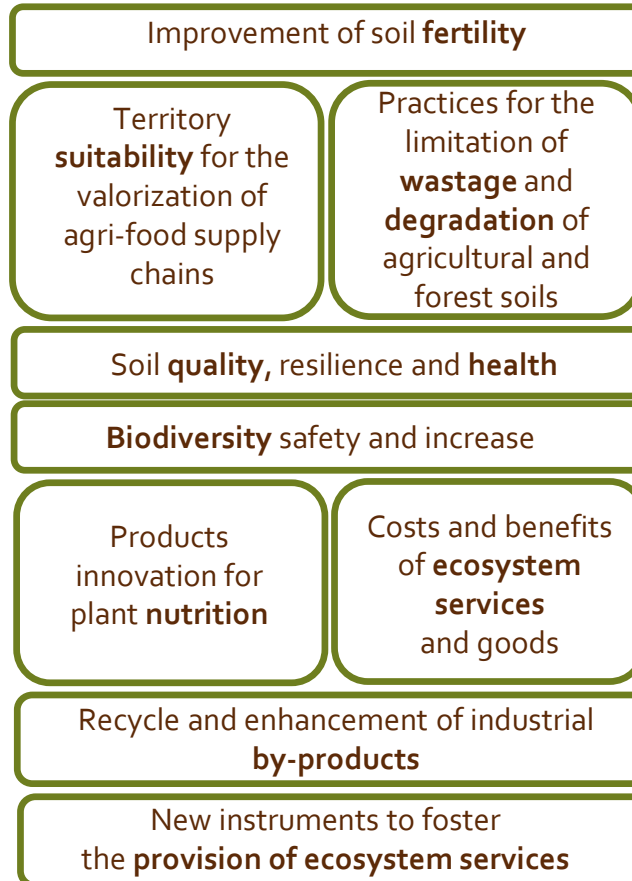 Improvement of soil fertility
Territory
suitability for the
valorization of
agri-food supply
chains
Practices for the
limitation of
wastage and
degradation of
agricultural and
forest soils
Soil quality, resilience and health
Biodiversity safety and increase
Products
innovation for
plant nutrition
Costs and benefits
of ecosystem
services
and goods
Recycle and enhancement of industrial
by-products
New instruments to foster
the provision of ecosystem services